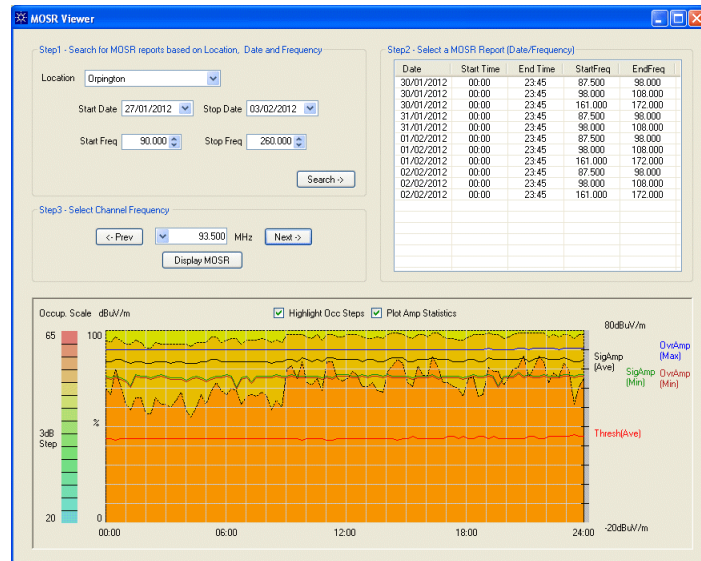 MOSR Viewer
Step1 - Search for MOSR reports based on Location, Date and Frequency
Location Orpington
Start Date 27/01/2012 Stop Date 03/02/2012
Start Freq 90.000 Stop Freq 260.000
Search ->
Step2 - Select a MOSR Report (Date/Frequency)
Date Start Time End Time StartFreq EndFreq
30/01/2012 00:00 23:45 87.500 98.000
30/01/2012 00:00 23:45 98.000 108.000
30/01/2012 00:00 23:45 161.000 172.000
31/01/2012 00:00 23:45 87.500 98.000
31/01/2012 00:00 23:45 98.000 108.000
01/02/2012 00:00 23:45 87.500 98.000
01/02/2012 00:00 23:45 98.000 108.000
01/02/2012 00:00 23:45 161.000 172.000
02/02/2012 00:00 23:45 87.500 98.000
02/02/2012 00:00 23:45 98.000 108.000
02/02/2012 00:00 23:45 161.000 172.000
Step3 - Select Channel Frequency
<- Prev 93.500 MHz Next ->
Display MOSR
Occup. Scale dBuV/m Highlight Occ Steps Plot Amp Statistics 80dBuV/m
65 100
OvrAmp (Max)
SigAmp (Ave)
SigAmp (Min)
OvrAmp (Min)
%
3dB Step
Thresh(Ave)
20 0
-20dBuV/m
00:00 06:00 12:00 18:00 24:00